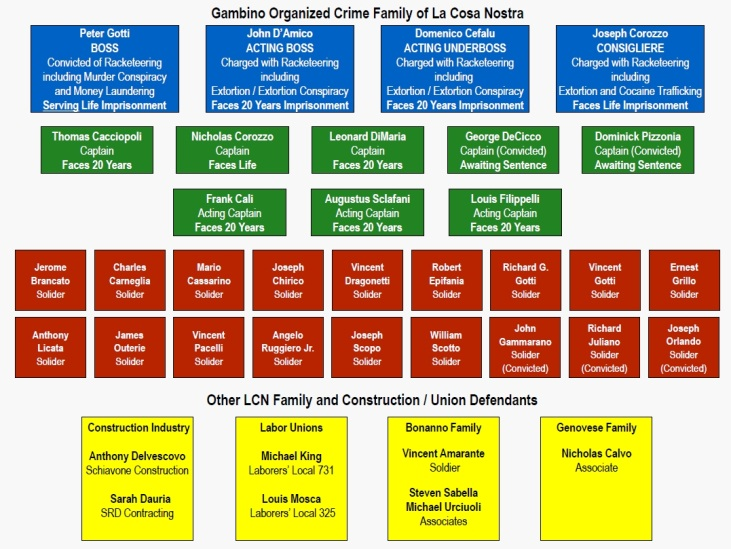 Gambino Organized Crime Family of La Cosa Nostra
Peter Gotti
BOSS
Convicted of Racketeering
including Murder Conspiracy
and Money Laundering
Serving Life Imprisonment
John D'Amico
ACTING BOSS
Charged with Racketeering
including
Extortion / Extortion Conspiracy
Faces 20 Years Imprisonment
Domenico Cefalu
ACTING UNDERBOSS
Charged with Racketeering
including
Extortion / Extortion Conspiracy
Faces 20 Years Imprisonment
Joseph Corozzo
CONSIGLIERE
Charged with Racketeering
including
Extortion and Cocaine Trafficking
Faces Life Imprisonment
Thomas Cacciopoli
Captain
Faces 20 Years
Nicholas Corozzo
Captain
Faces Life
Leonard DiMaria
Captain
Faces 20 Years
George DeCicco
Captain (Convicted)
Awaiting Sentence
Dominick Pizzonia
Captain (Convicted)
Awaiting Sentence
Frank Cali
Acting Captain
Faces 20 Years
Augustus Sclafani
Acting Captain
Faces 20 Years
Louis Filippelli
Acting Captain
Faces 20 Years
Jerome
Brancato
Solider
Charles
Carneglia
Solider
Mario
Cassarino
Solider
Joseph
Chirico
Solider
Vincent
Dragonetti
Solider
Robert
Epifania
Solider
Richard G.
Gotti
Solider
Vincent
Gotti
Solider
Ernest
Grillo
Solider
Anthony
Licata
Solider
James
Outerie
Solider
Vincent
Pacelli
Solider
Angelo
Ruggiero Jr.
Solider
Joseph
Scopo
Solider
William
Scotto
Solider
John
Gammarano
Solider
(Convicted)
Richard
Juliano
Solider
(Convicted)
Joseph
Orlando
Solider
(Convicted)
Other LCN Family and Construction / Union Defendants
Construction Industry
Anthony Delvescovo
Schiavone Construction
Sarah Dauria
SRD Contracting
Labor Unions
Michael King
Laborers' Local 731
Louis Mosca
Laborers' Local 325
Bonanno Family
Vincent Amarante
Soldier
Steven Sabella
Michael Urciuoli
Associates
Genovese Family
Nicholas Calvo
Associate